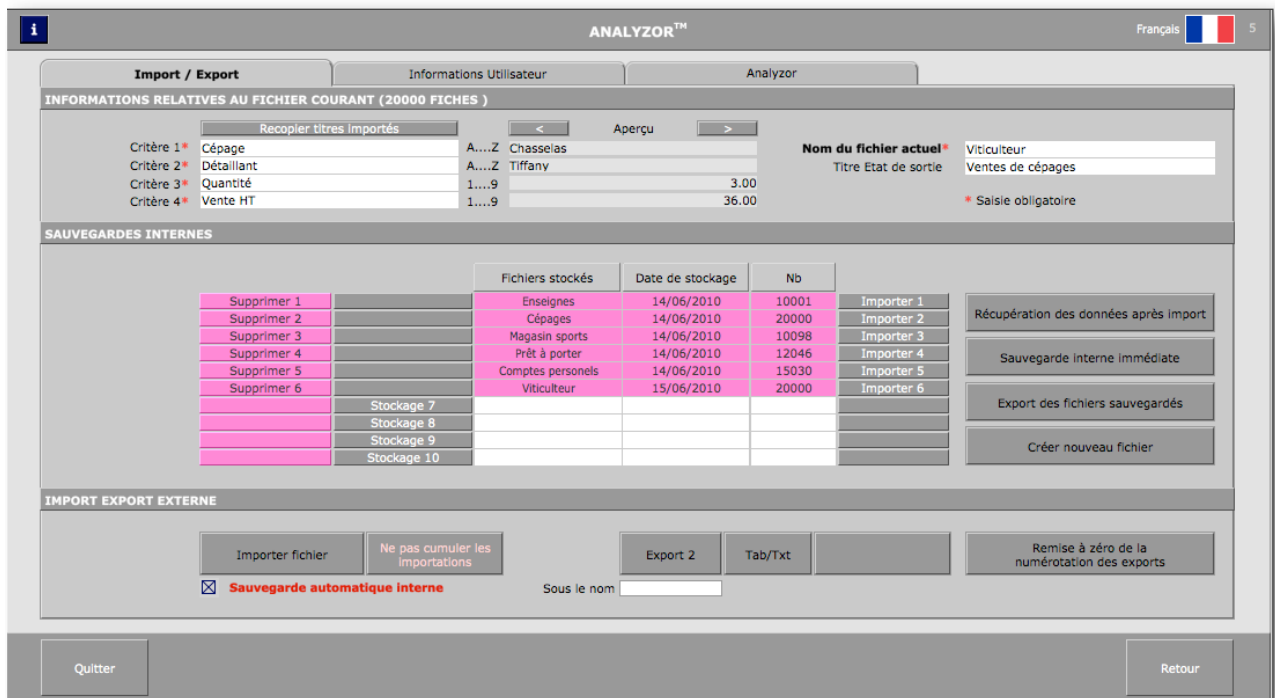 i
ANALYZOR™
Français 5
Import / Export Informations Utilisateur Analyzor
INFORMATIONS RELATIVES AU FICHIER COURANT (20000 FICHES )
Recopier titres importés < Aperçu >
Critère 1* Cépage A....Z Chasselas Nom du fichier actuel* Viticulteur
Critère 2* Détaillant A....Z Tiffany Titre Etat de sortie Ventes de cépages
Critère 3* Quantité 1....9 3.00
Critère 4* Vente HT 1....9 36.00 * Saisie obligatoire
SAUVEGARDES INTERNES
Fichiers stockés Date de stockage Nb
Supprimer 1 Enseignes 14/06/2010 10001 Importer 1
Supprimer 2 Cépages 14/06/2010 20000 Importer 2
Supprimer 3 Magasin sports 14/06/2010 10098 Importer 3
Supprimer 4 Prêt à porter 14/06/2010 12046 Importer 4
Supprimer 5 Comptes personels 14/06/2010 15030 Importer 5
Supprimer 6 Viticulteur 15/06/2010 20000 Importer 6
Stockage 7
Stockage 8
Stockage 9
Stockage 10
Récupération des données après import
Sauvegarde interne immédiate
Export des fichiers sauvegardés
Créer nouveau fichier
IMPORT EXPORT EXTERNE
Importer fichier
Ne pas cumuler les
importations
Export 2 Tab/Txt
Remise à zéro de la
numérotation des exports
Sauvegarde automatique interne Sous le nom
Quitter Retour